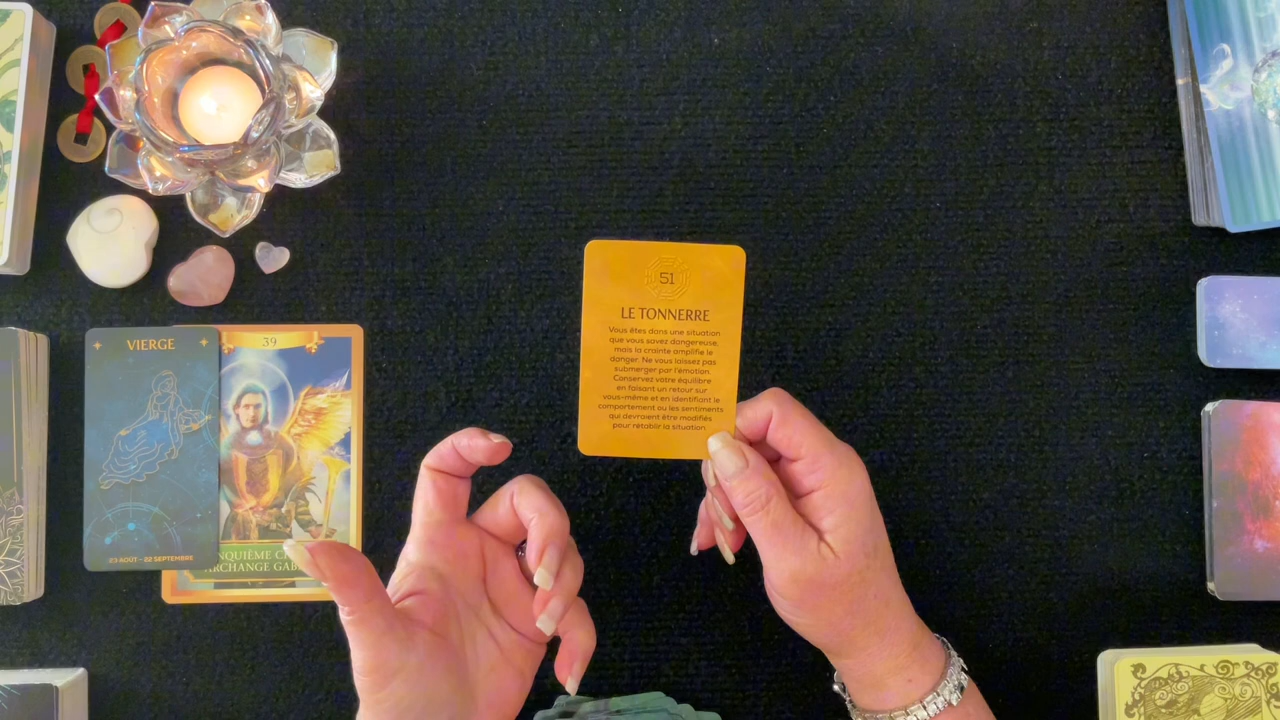 VIERGE
23 AOÛT - 22 SEPTEMBRE
39
ARCHANGE
51
LE TONNERRE
Vous êtes dans une situation
que vous savez dangereuse,
mais la crainte amplifie le
danger. Ne vous laissez pas
submerger par l'émotion.
Conservez votre équilibre
en faisant un retour sur
vous-même et en identifiant le
comportement ou les sentiments
qui devraient être modifiés
pour rétablir la situation.